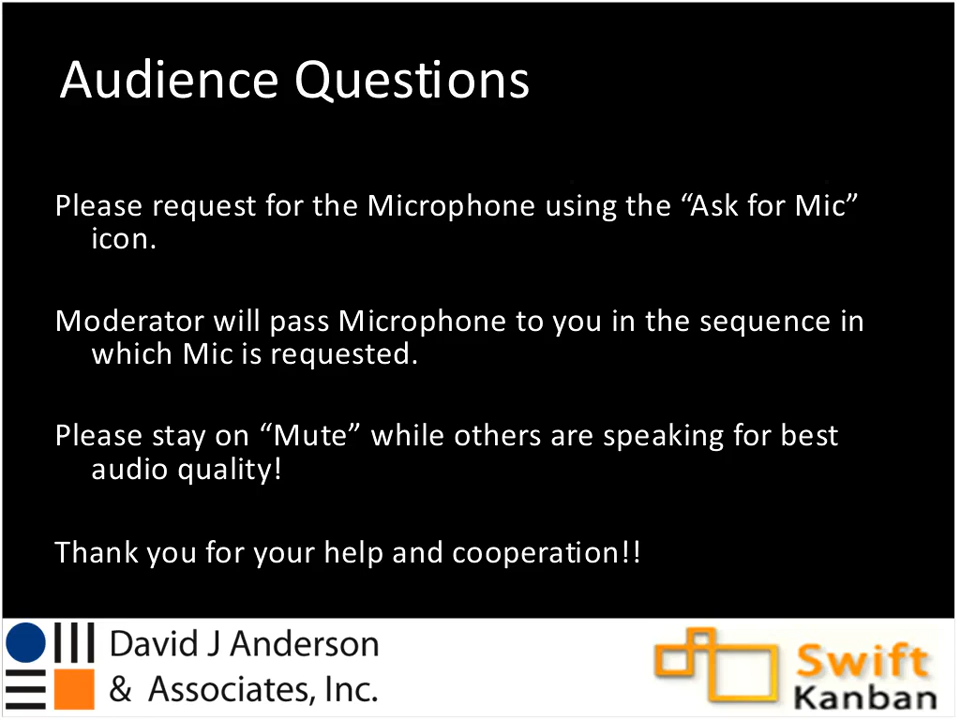 Audience Questions
Please request for the Microphone using the “Ask for Mic”
icon.
Moderator will pass Microphone to you in the sequence in
which Mic is requested.
Please stay on “Mute” while others are speaking for best
audio quality!
Thank you for your help and cooperation!!
David J Anderson
& Associates, Inc.
Swift
Kanban